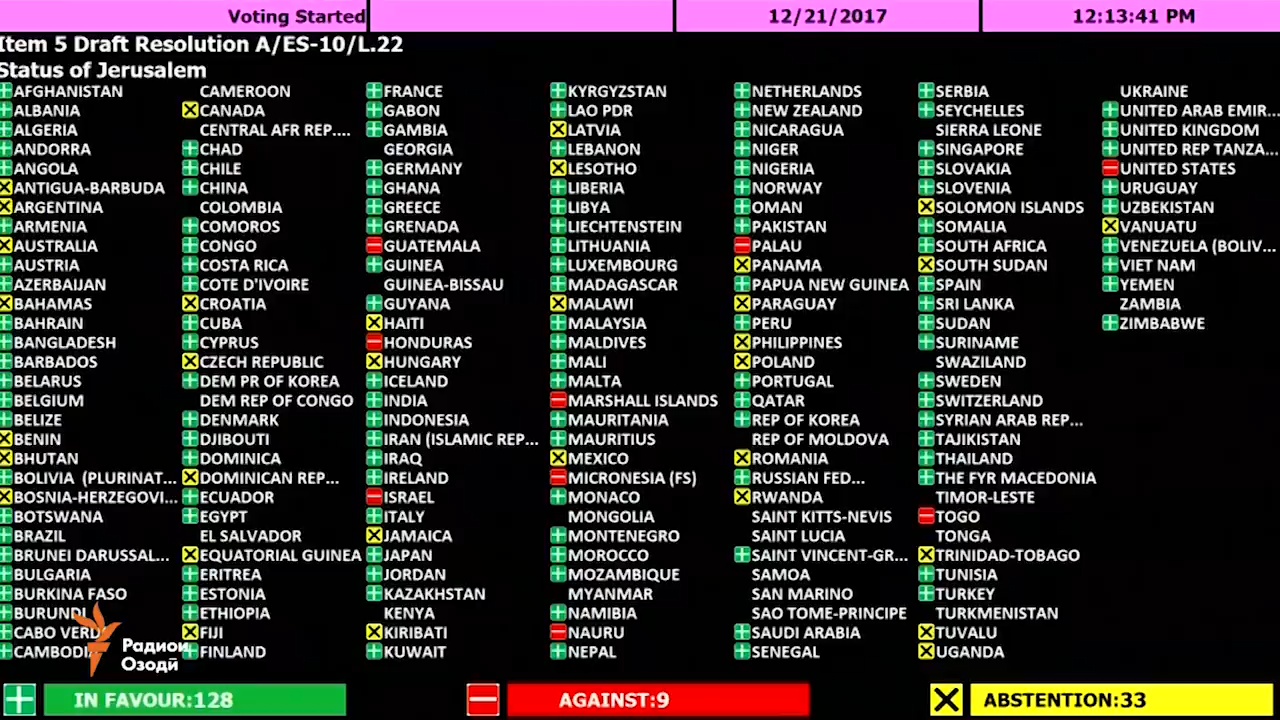 Voting Started 12/21/2017 12:13:41 PM
Item 5 Draft Resolution A/ES-10/L.22
Status of Jerusalem
AFGHANISTAN CAMEROON FRANCE KYRGYZSTAN NETHERLANDS SERBIA UKRAINE
ALBANIA CANADA GABON LAO PDR NEW ZEALAND SEYCHELLES UNITED ARAB EMIR...
ALGERIA CENTRAL AFR REP.... GAMBIA LATVIA NICARAGUA SIERRA LEONE UNITED KINGDOM
ANDORRA CHAD GEORGIA LEBANON NIGER SINGAPORE UNITED REP TANZA...
ANGOLA CHILE GERMANY LESOTHO NIGERIA SLOVAKIA UNITED STATES
ANTIGUA-BARBUDA CHINA GHANA LIBERIA NORWAY SLOVENIA URUGUAY
ARGENTINA COLOMBIA GREECE LIBYA OMAN SOLOMON ISLANDS UZBEKISTAN
ARMENIA COMOROS GRENADA LIECHTENSTEIN PAKISTAN SOMALIA VANUATU
AUSTRALIA CONGO GUATEMALA LITHUANIA PALAU SOUTH AFRICA VENEZUELA (BOLIV...
AUSTRIA COSTA RICA GUINEA LUXEMBOURG PANAMA SOUTH SUDAN VIET NAM
AZERBAIJAN COTE D'IVOIRE GUINEA-BISSAU MADAGASCAR PAPUA NEW GUINEA SPAIN YEMEN
BAHAMAS CROATIA GUYANA MALAWI PARAGUAY SRI LANKA ZAMBIA
BAHRAIN CUBA HAITI MALAYSIA PERU SUDAN ZIMBABWE
BANGLADESH CYPRUS HONDURAS MALDIVES PHILIPPINES SURINAME
BARBADOS CZECH REPUBLIC HUNGARY MALI POLAND SWAZILAND
BELARUS DEM PR OF KOREA ICELAND MALTA PORTUGAL SWEDEN
BELGIUM DEM REP OF CONGO INDIA MARSHALL ISLANDS QATAR SWITZERLAND
BELIZE DENMARK INDONESIA MAURITANIA REP OF KOREA SYRIAN ARAB REP...
BENIN DJIBOUTI IRAN (ISLAMIC REP... MAURITIUS REP OF MOLDOVA TAJIKISTAN
BHUTAN DOMINICA IRAQ MEXICO ROMANIA THAILAND
BOLIVIA (PLURINAT... DOMINICAN REP... IRELAND MICRONESIA (FS) RUSSIAN FED... THE FYR MACEDONIA
BOSNIA-HERZEGOVI... ECUADOR ISRAEL MONACO RWANDA TIMOR-LESTE
BOTSWANA EGYPT ITALY MONGOLIA SAINT KITTS-NEVIS TOGO
BRAZIL EL SALVADOR JAMAICA MONTENEGRO SAINT LUCIA TONGA
BRUNEI DARUSSAL... EQUATORIAL GUINEA JAPAN MOROCCO SAINT VINCENT-GR... TRINIDAD-TOBAGO
BULGARIA ERITREA JORDAN MOZAMBIQUE SAMOA TUNISIA
BURKINA FASO ESTONIA KAZAKHSTAN MYANMAR SAN MARINO TURKEY
BURUNDI ETHIOPIA KENYA NAMIBIA SAO TOME-PRINCIPE TURKMENISTAN
CABO VERDE FIJI KIRIBATI NAURU SAUDI ARABIA TUVALU
CAMBODIA FINLAND KUWAIT NEPAL SENEGAL UGANDA
Радиои
Озодӣ
IN FAVOUR:128 AGAINST:9 ABSTENTION:33